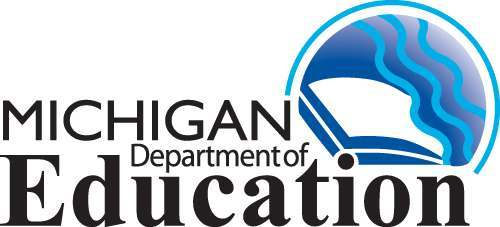 MICHIGAN
Department of
Education